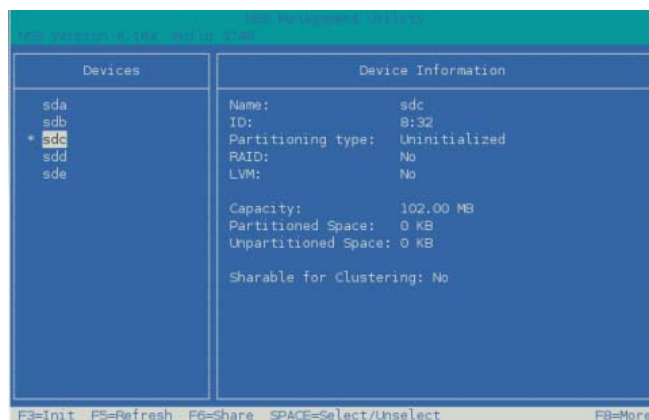 NSS Management Utility
Devices
sda
sdb
* sdc
sdd
sde
Device Information
Name: sdc
ID: 8:32
Partitioning type: Uninitialized
RAID: No
LVM: No
Capacity: 102.00 MB
Partitioned Space: 0 KB
Unpartitioned Space: 0 KB
Sharable for Clustering: No
F3=Init F5=Refresh F6=Share SPACE=Select/Unselect F8=More